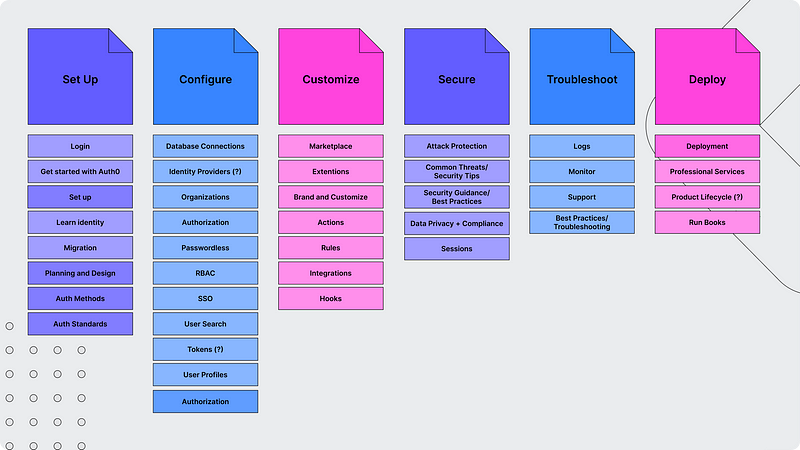 Set Up
Configure
Customize
Secure
Troubleshoot
Deploy
Login
Get started with Auth0
Set up
Learn identity
Migration
Planning and Design
Auth Methods
Auth Standards
Database Connections
Identity Providers (?)
Organizations
Authorization
Passwordless
RBAC
SSO
User Search
Tokens (?)
User Profiles
Authorization
Marketplace
Extentions
Brand and Customize
Actions
Rules
Integrations
Hooks
Attack Protection
Common Threats/
Security Tips
Security Guidance/
Best Practices
Data Privacy + Compliance
Sessions
Logs
Monitor
Support
Best Practices/
Troubleshooting
Deployment
Professional Services
Product Lifecycle (?)
Run Books